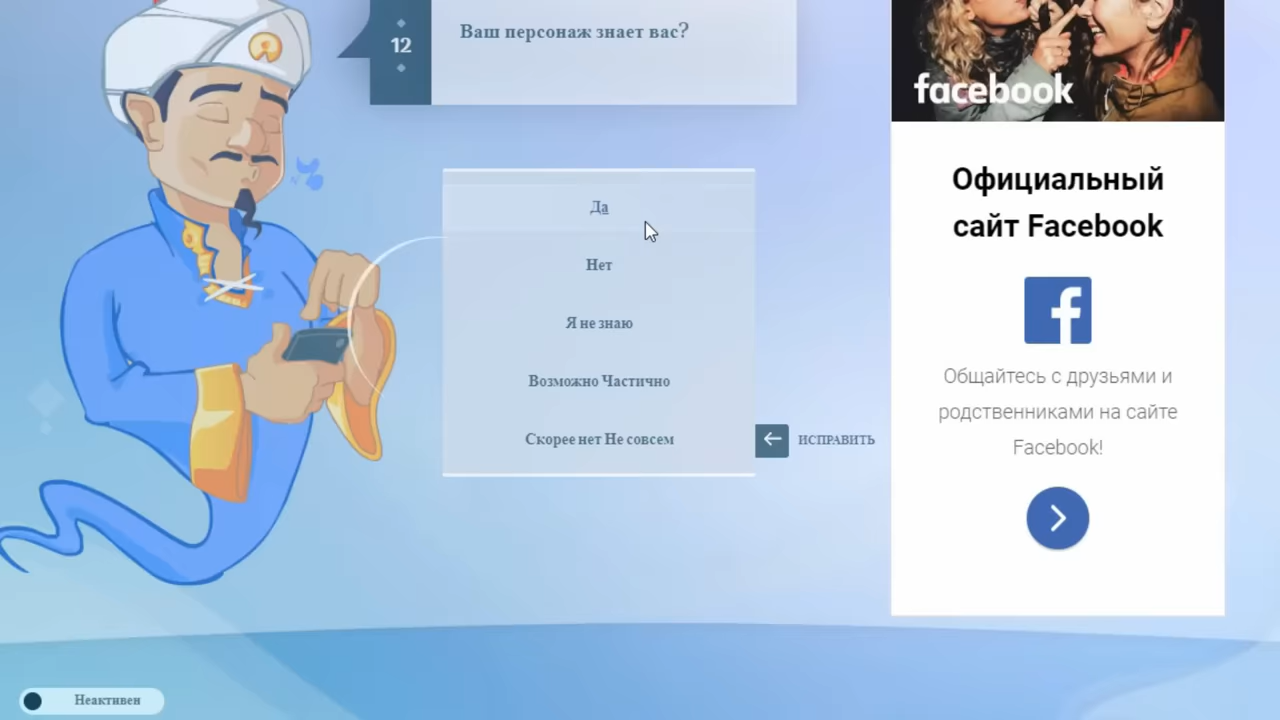 12
Ваш персонаж знает вас?
Да
Нет
Я не знаю
Возможно Частично
Скорее нет Не совсем
ИСПРАВИТЬ
facebook
Официальный
сайт Facebook
f
Общайтесь с друзьями и
родственниками на сайте
Facebook!
Неактивен